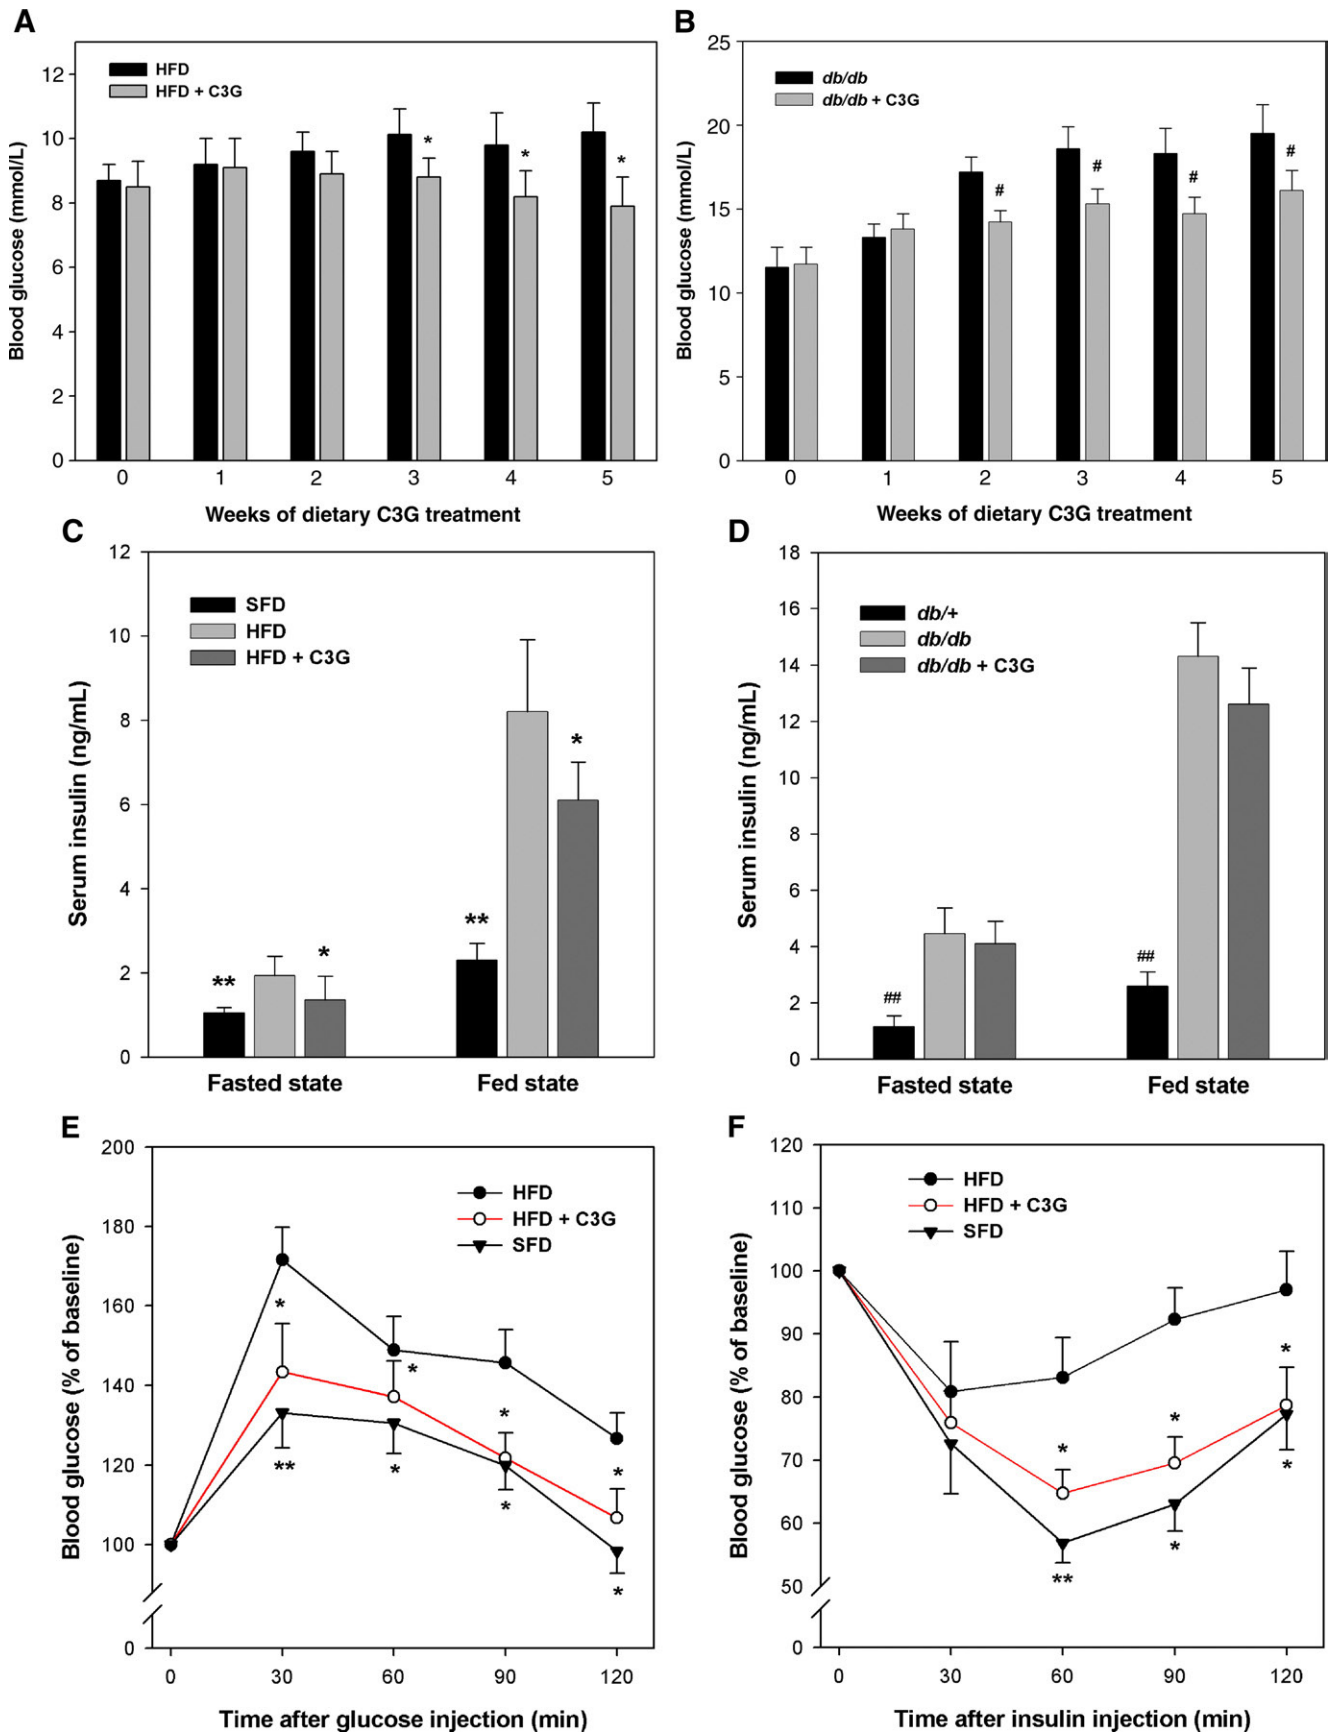 A
HFD
HFD + C3G
Blood glucose (mmol/L)
12
10
8
6
4
2
0
*
*
*
0 1 2 3 4 5
Weeks of dietary C3G treatment
B
db/db
db/db + C3G
Blood glucose (mmol/L)
25
20
15
10
5
0
#
#
#
#
0 1 2 3 4 5
Weeks of dietary C3G treatment
C
SFD
HFD
HFD + C3G
Serum insulin (ng/mL)
12
10
8
6
4
2
0
**
*
**
*
Fasted state Fed state
D
db/+
db/db
db/db + C3G
Serum insulin (ng/mL)
18
16
14
12
10
8
6
4
2
0
##
##
Fasted state Fed state
E
HFD
HFD + C3G
SFD
Blood glucose (% of baseline)
200
180
160
140
120
100
0
*
*
*
*
**
*
*
*
0 30 60 90 120
Time after glucose injection (min)
F
HFD
HFD + C3G
SFD
Blood glucose (% of baseline)
120
110
100
90
80
70
60
50
0
*
*
*
**
*
*
0 30 60 90 120
Time after insulin injection (min)